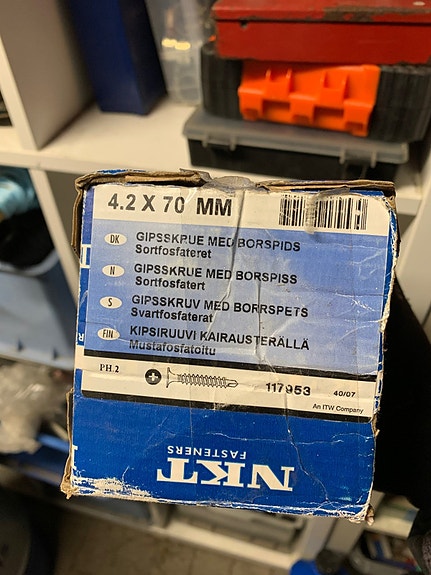 4.2 X 70 MM
DK GIPSSKRUE MED BORSPIDS
Sortfosfateret
N GIPSSKRUE MED BORSPISS
Sortfosfatert
S GIPSSKRUV MED BORRSPETS
Svartfosfaterat
FIN KIPSIRUUVI KAIRAUSTERÄLLÄ
Mustafosfatoitu
PH.2
117953
40/07
An ITW Company
NKT
FASTENERS